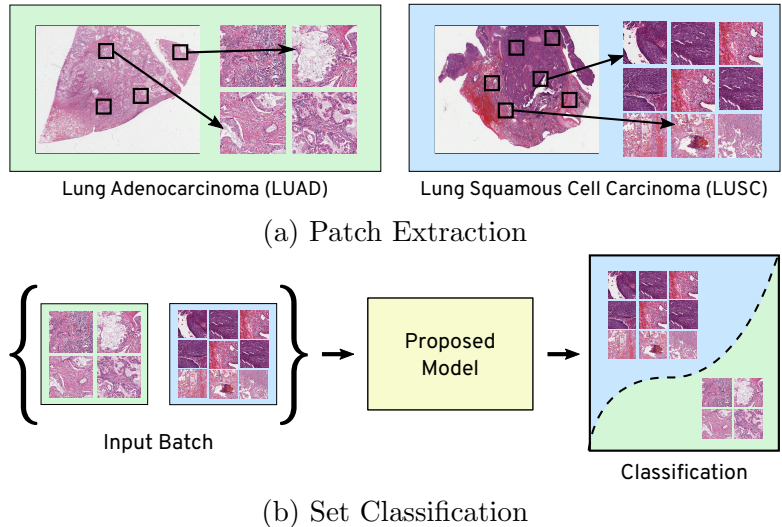 Lung Adenocarcinoma (LUAD)
Lung Squamous Cell Carcinoma (LUSC)
(a) Patch Extraction
Proposed
Model
Input Batch
Classification
(b) Set Classification